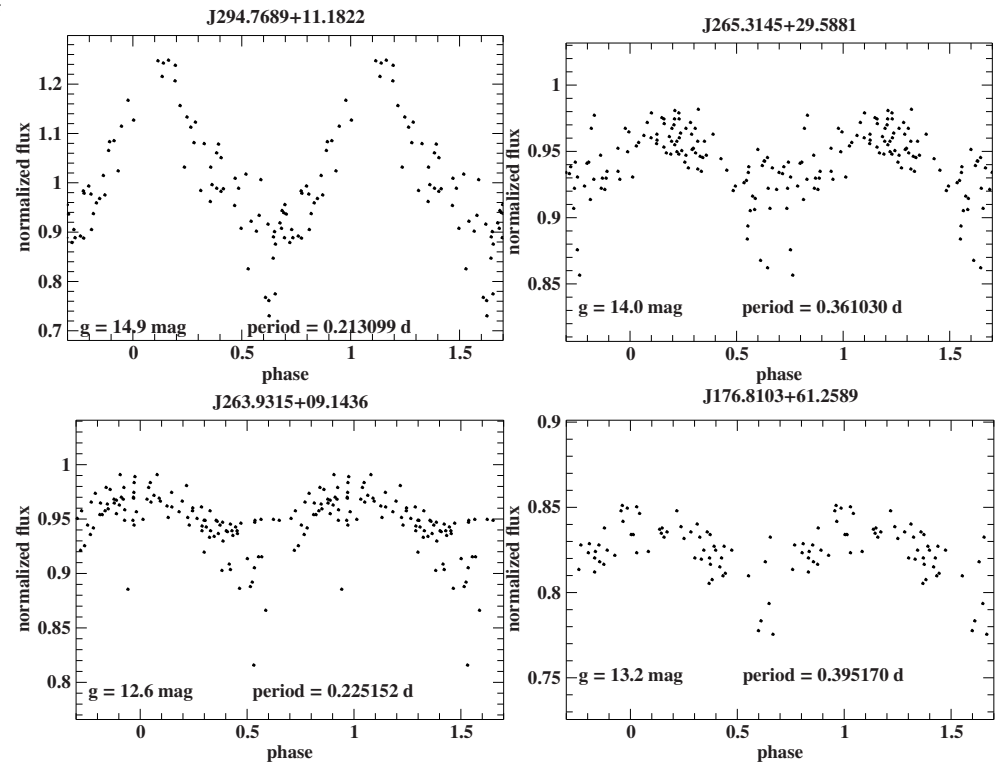 J294.7689+11.1822
normalized flux
1.2
1.1
1
0.9
0.8
0.7
g = 14.9 mag
period = 0.213099 d
0
0.5
1
1.5
phase
J265.3145+29.5881
normalized flux
1
0.95
0.9
0.85
g = 14.0 mag
period = 0.361030 d
0
0.5
1
1.5
phase
J263.9315+09.1436
normalized flux
1
0.95
0.9
0.85
0.8
g = 12.6 mag
period = 0.225152 d
0
0.5
1
1.5
phase
J176.8103+61.2589
normalized flux
0.9
0.85
0.8
0.75
g = 13.2 mag
period = 0.395170 d
0
0.5
1
1.5
phase